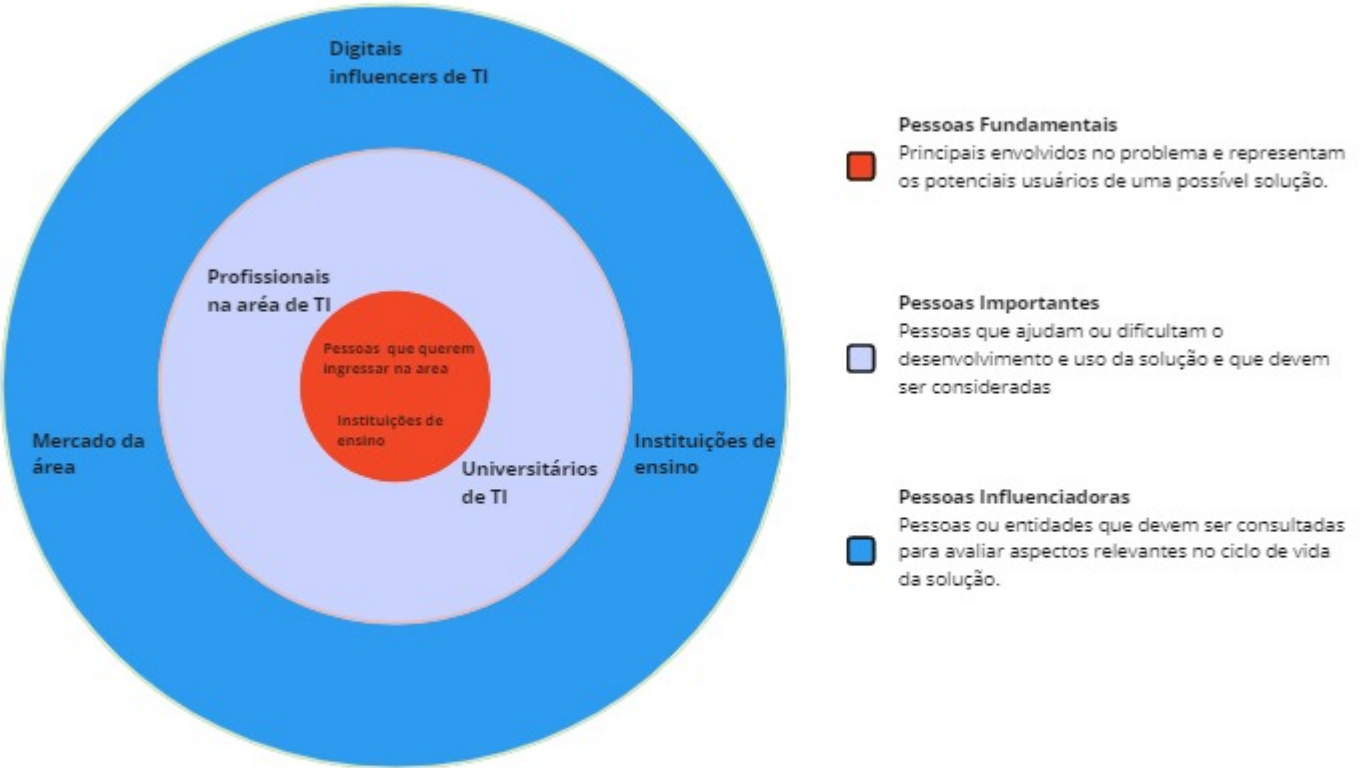 Digitais
influencers de TI
Profissionais
na aréa de TI
Pessoas que querem
ingressar na area
Instituições de
ensino
Mercado da
área
Universitários
de TI
Instituições de
ensino
Pessoas Fundamentais
Principais envolvidos no problema e representam
os potenciais usuários de uma possível solução.
Pessoas Importantes
Pessoas que ajudam ou dificultam o
desenvolvimento e uso da solução e que devem
ser consideradas
Pessoas Influenciadoras
Pessoas ou entidades que devem ser consultadas
para avaliar aspectos relevantes no ciclo de vida
da solução.